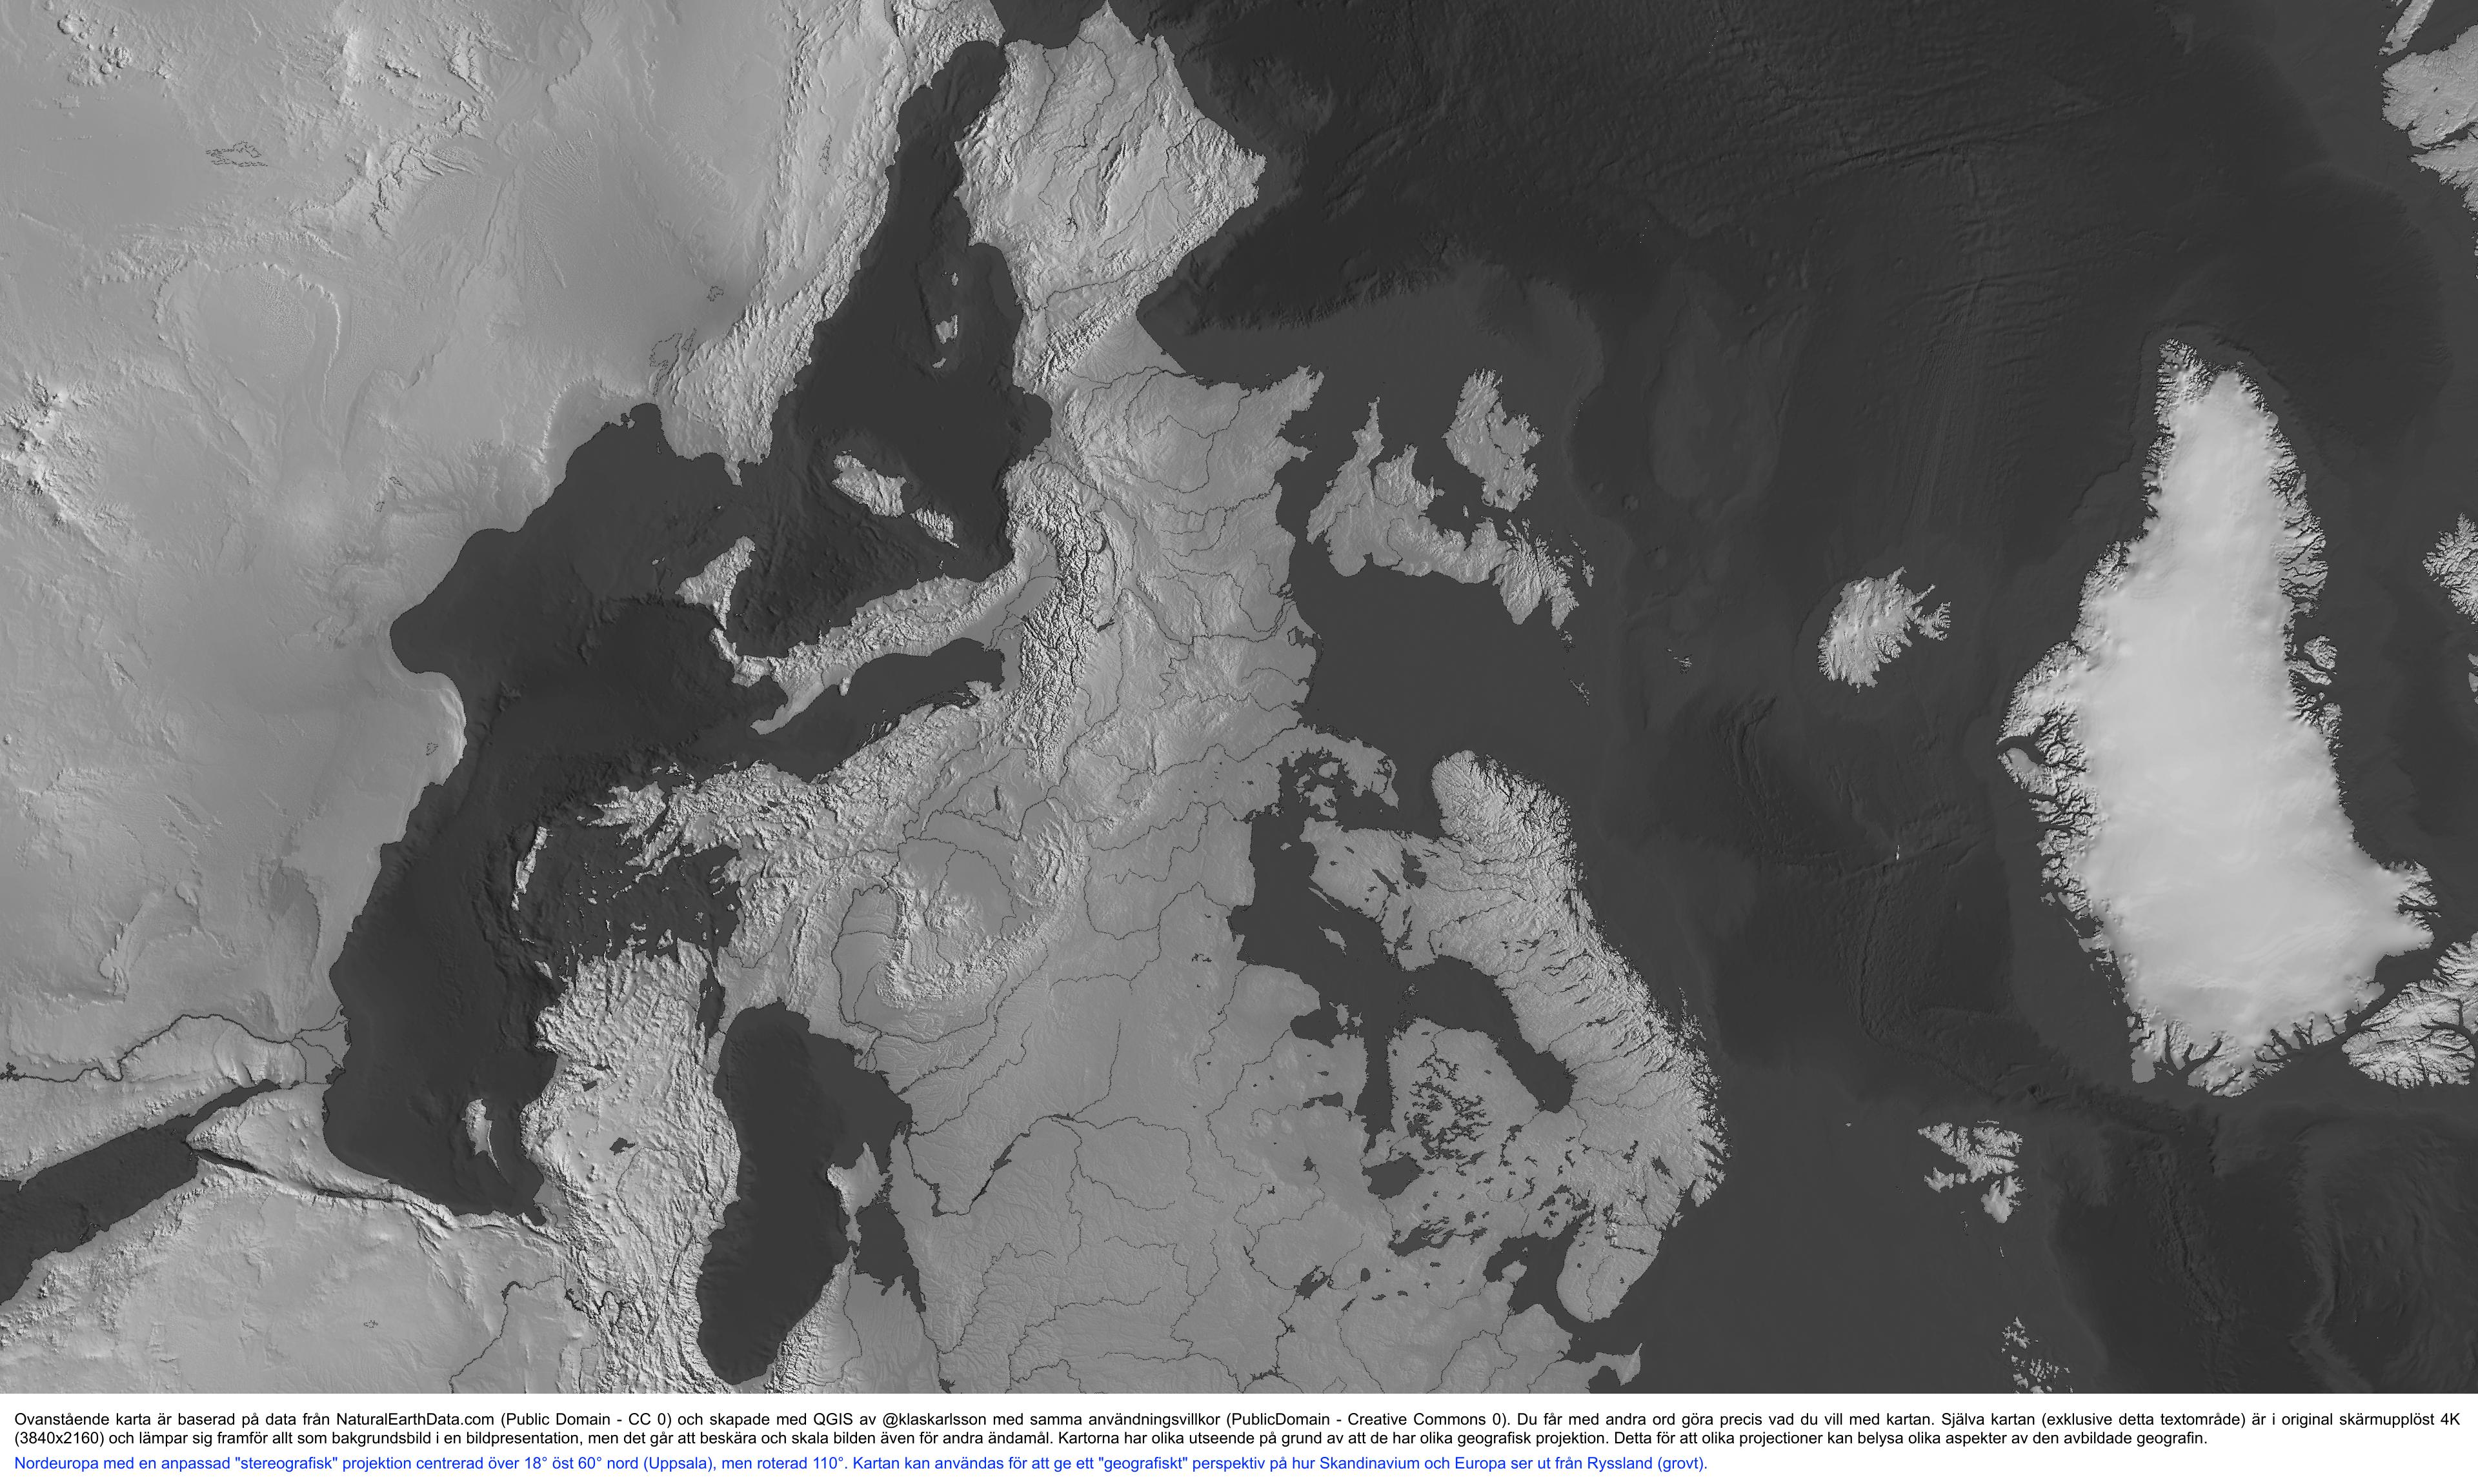 Ovanstående karta är baserad på data från NaturalEarthData.com (Public Domain - CC 0) och skapade med QGIS av @klaskarlsson med samma användningsvillkor (PublicDomain - Creative Commons 0). Du får med andra ord göra precis vad du vill med kartan. Själva kartan (exklusive detta textområde) är i original skärmupplöst 4K
(3840x2160) och lämpar sig framför allt som bakgrundsbild i en bildpresentation, men det går att beskära och skala bilden även för andra ändamål. Kartorna har olika utseende på grund av att de har olika geografisk projektion. Detta för att olika projectioner kan belysa olika aspekter av den avbildade geografin.
Nordeuropa med en anpassad "stereografisk" projektion centrerad över 18° öst 60° nord (Uppsala), men roterad 110°. Kartan kan användas för att ge ett "geografiskt" perspektiv på hur Skandinavium och Europa ser ut från Ryssland (grovt).